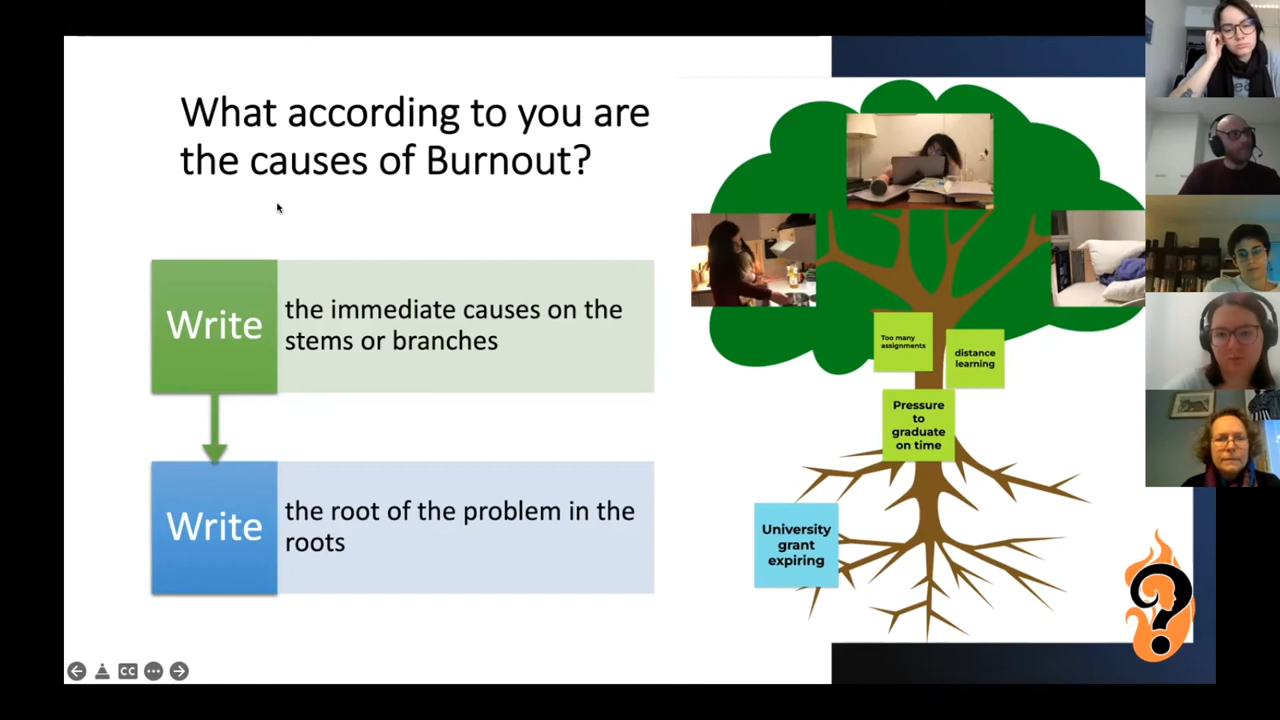 What according to you are
the causes of Burnout?
Write
the immediate causes on the
stems or branches
Write
the root of the problem in the
roots
Too many
assignments
distance
learning
Pressure
to
graduate
on time
University
grant
expiring
?
CC